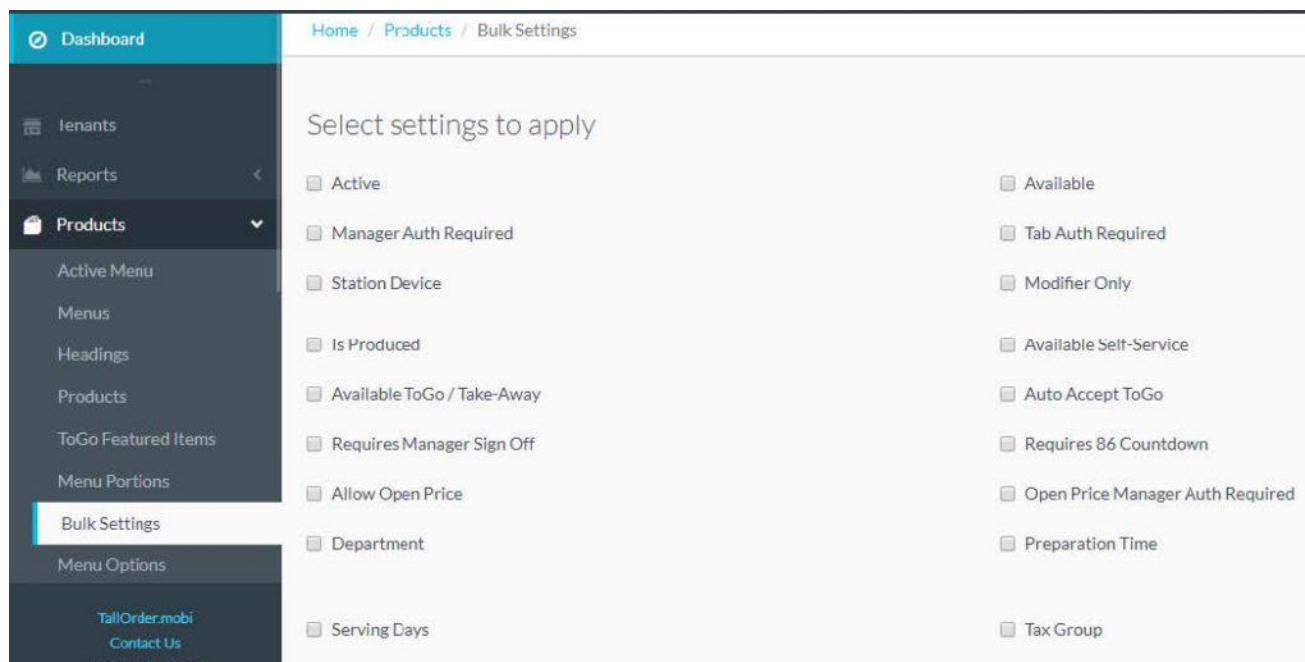 Dashboard
Home / Products / Bulk Settings
Tenants
Reports
Products
Active Menu
Menus
Headings
Products
ToGo Featured Items
Menu Portions
Bulk Settings
Menu Options
TallOrder.mobi
Contact Us
Select settings to apply
Active
Available
Manager Auth Required
Tab Auth Required
Station Device
Modifier Only
Is Produced
Available Self-Service
Available ToGo / Take-Away
Auto Accept ToGo
Requires Manager Sign Off
Requires 86 Countdown
Allow Open Price
Open Price Manager Auth Required
Department
Preparation Time
Serving Days
Tax Group